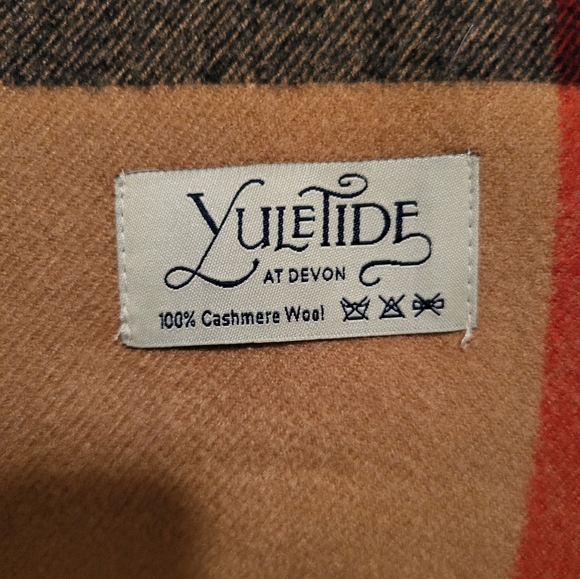 YULETIDE
AT DEVON
100% Cashmere Wool